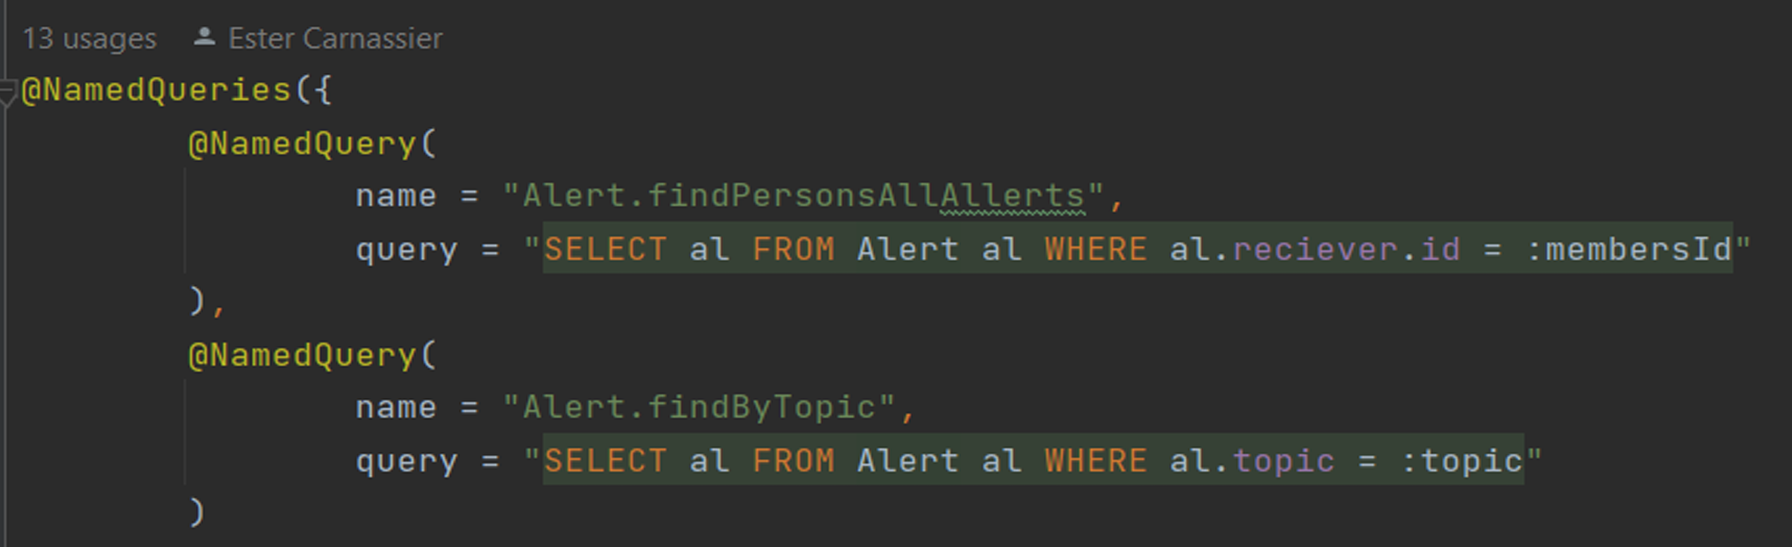 13 usages Ester Carnassier
@NamedQueries({
@NamedQuery(
name = "Alert.findPersonsAllAllerts",
query = "SELECT al FROM Alert al WHERE al.reciever.id = :membersId"
),
@NamedQuery(
name = "Alert.findByTopic",
query = "SELECT al FROM Alert al WHERE al.topic = :topic"
)